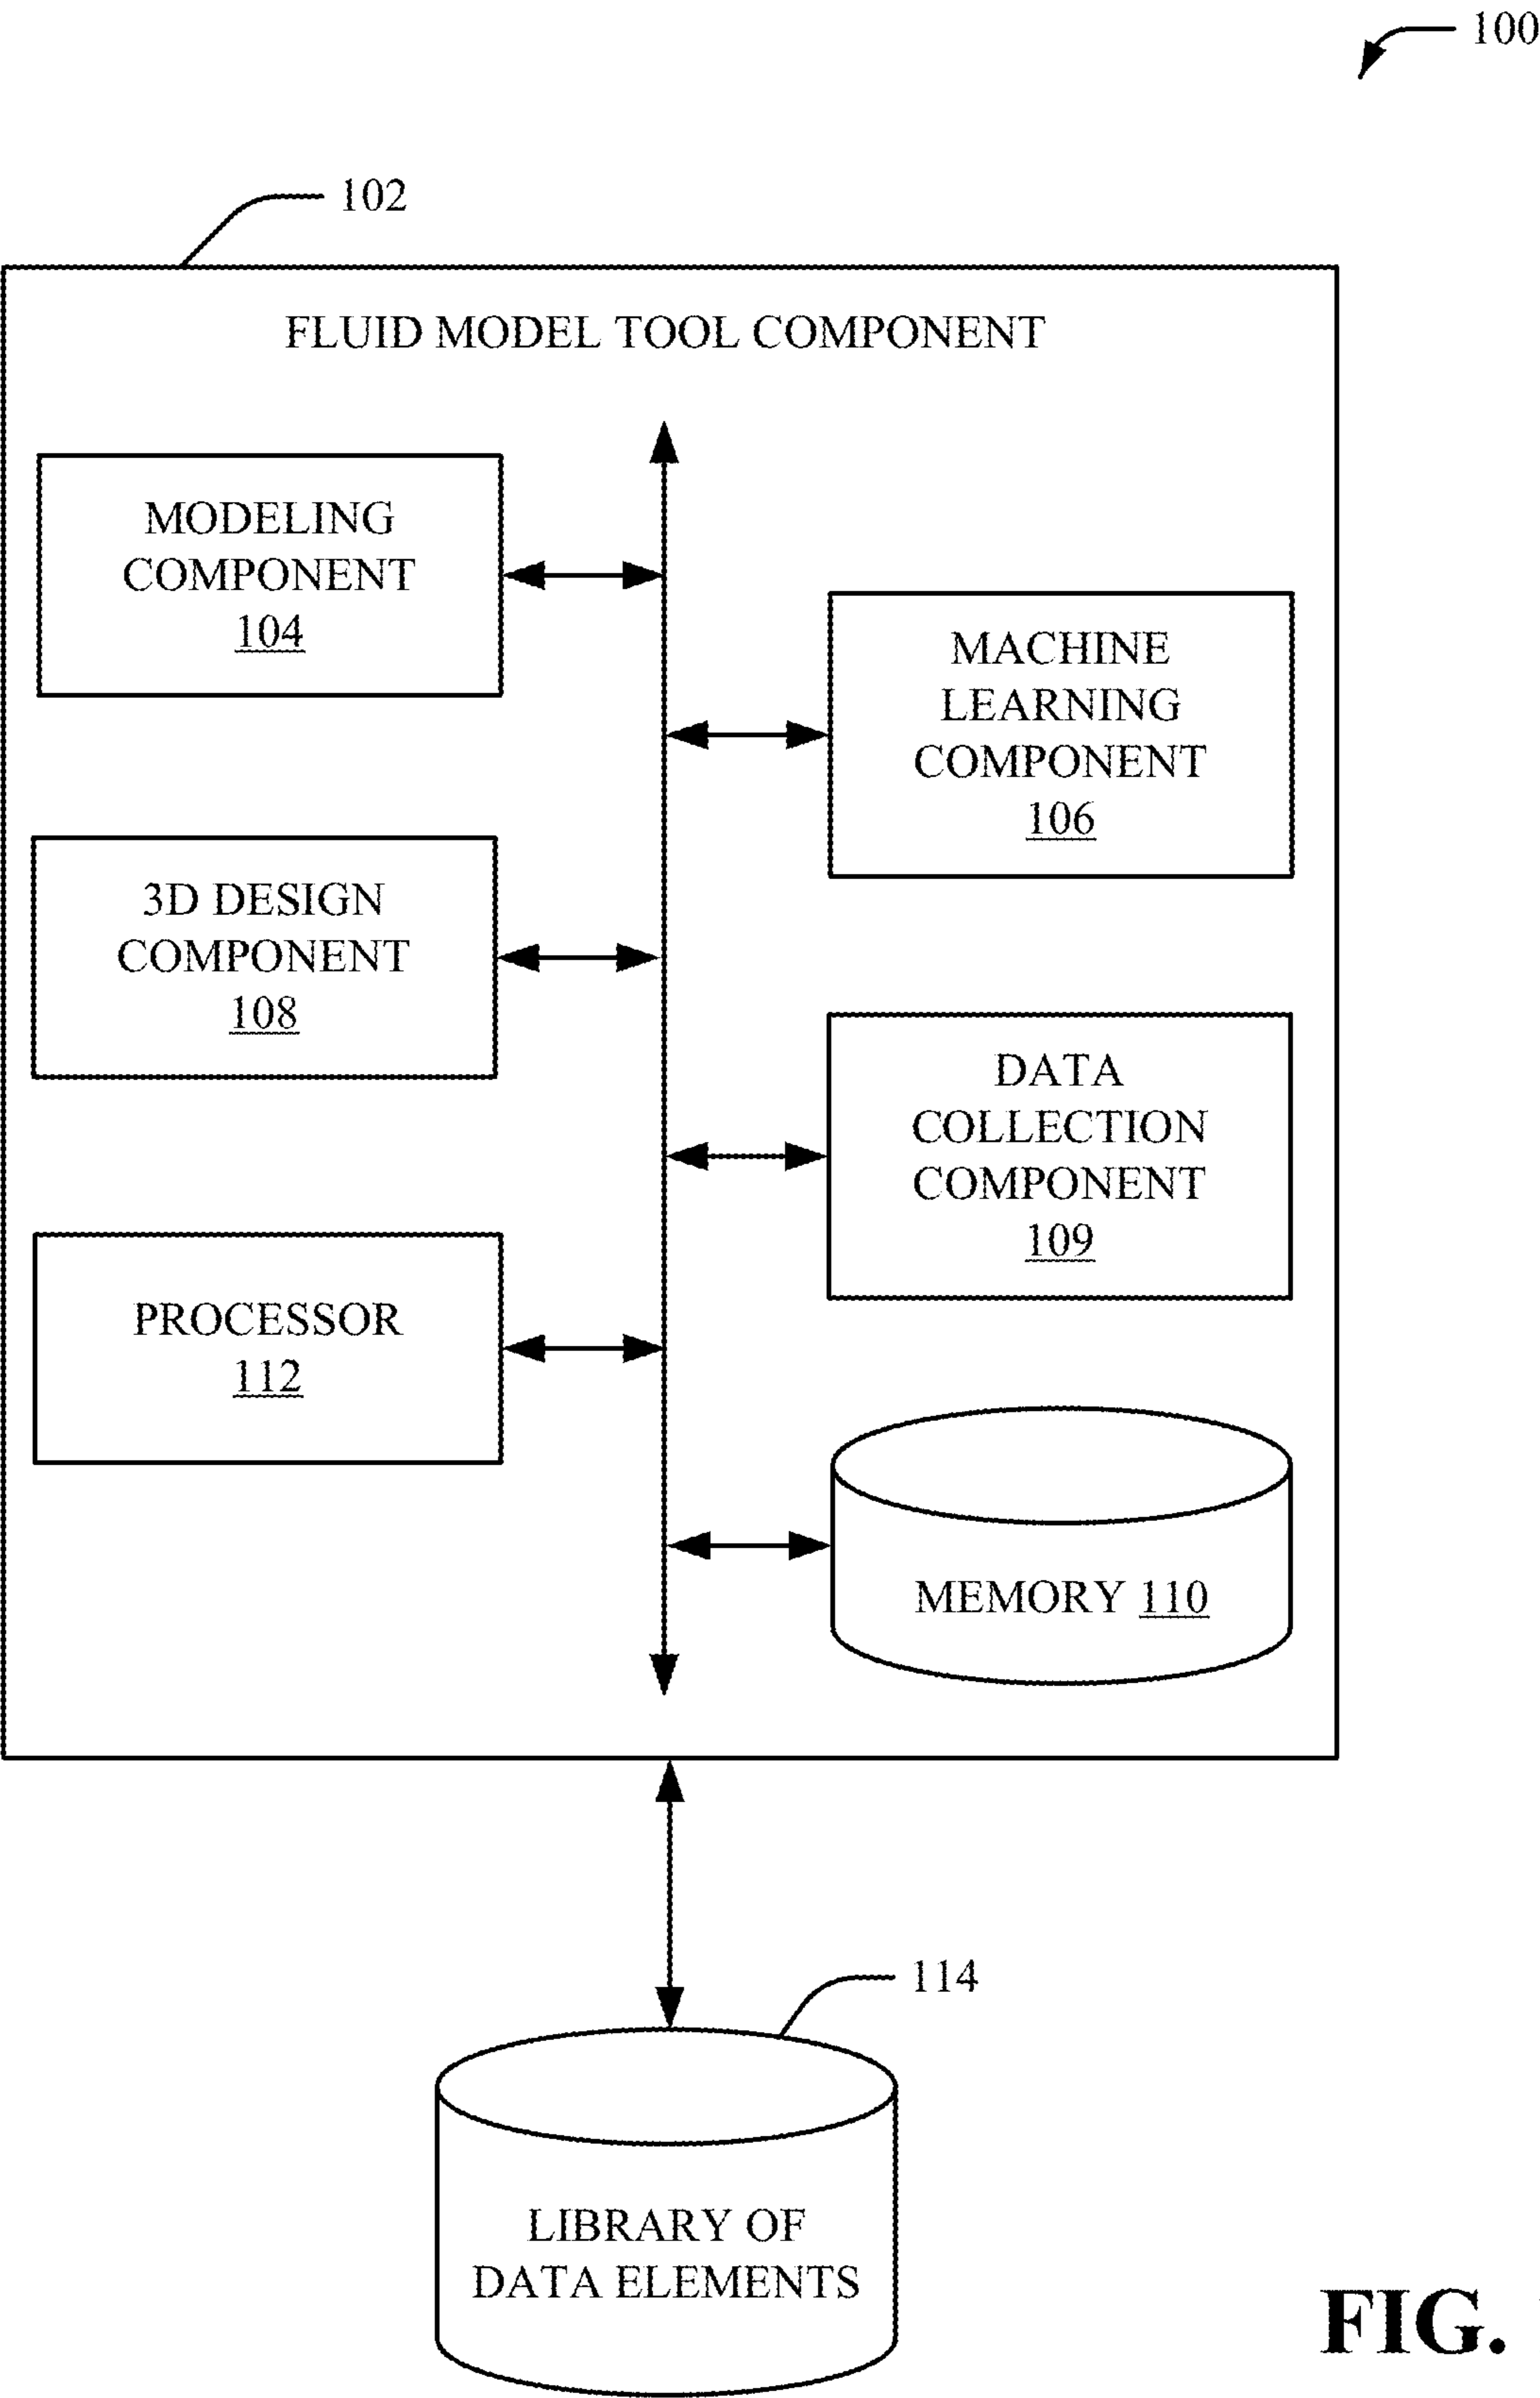 100
102
FLUID MODEL TOOL COMPONENT
MODELING
COMPONENT
104
MACHINE
LEARNING
COMPONENT
106
3D DESIGN
COMPONENT
108
DATA
COLLECTION
COMPONENT
109
PROCESSOR
112
MEMORY 110
114
LIBRARY OF
DATA ELEMENTS
FIG.